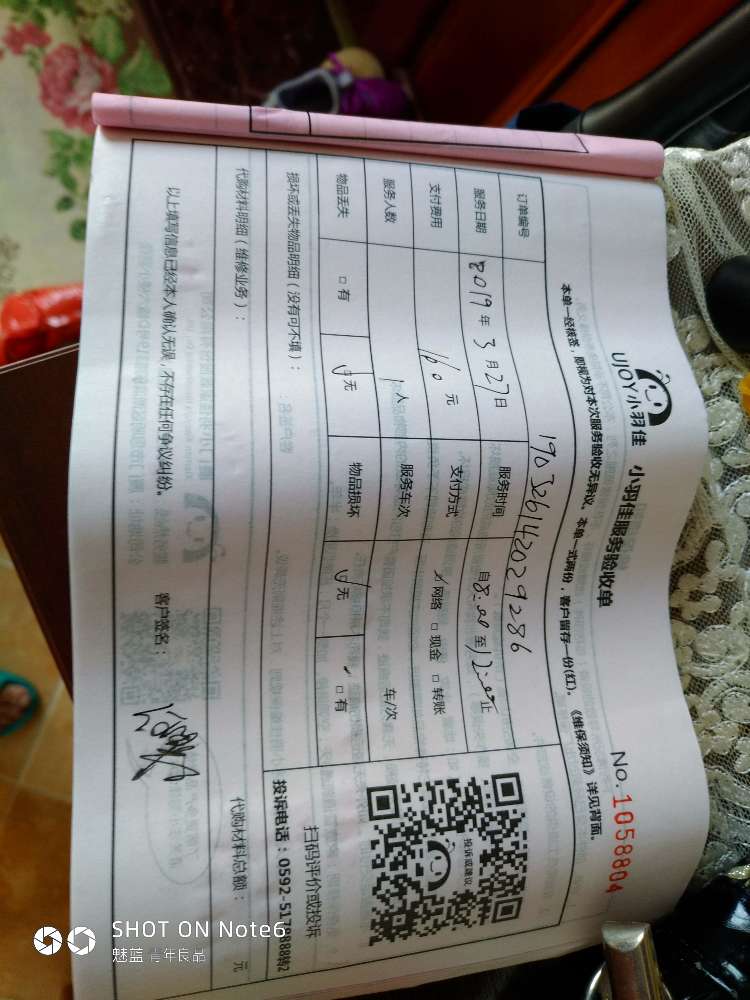 UJOY小羽佳
小羽佳服务验收单
No.1058804
本单一经核签，即视为对本次服务验收无异议。本单一式两份，客户留存一份(红)。《维保须知》详见背面。
订单编号 190326142029286
服务日期 2019年3月27日 服务时间 自8:00至12:00止
支付费用 160元 支付方式 ☑网络 □现金 □转账
服务人数 1人 服务车次 车/次
物品丢失 □有 ☑无 物品损坏 ☑无 □有
损坏或丢失物品明细（没有可不填）：
代购材料明细（维修业务）：
代购材料总额： 元
投诉或建议
扫码评价或投诉
以上填写信息已经本人确认无误，不存在任何争议纠纷。
客户签名：
SHOT ON Note6
魅蓝 青年良品